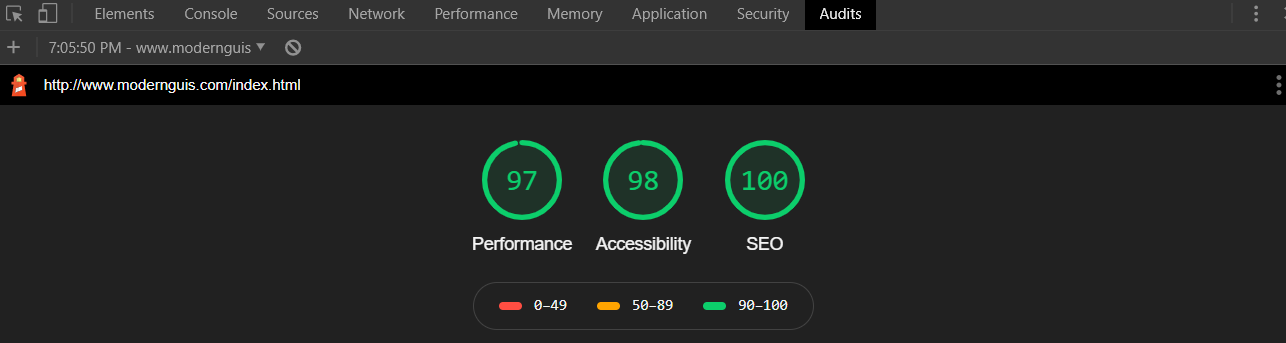 Elements Console Sources Network Performance Memory Application Security Audits
7:05:50 PM - www.modernguis
http://www.modernguis.com/index.html
97 98 100
Performance Accessibility SEO
0–49 50–89 90–100